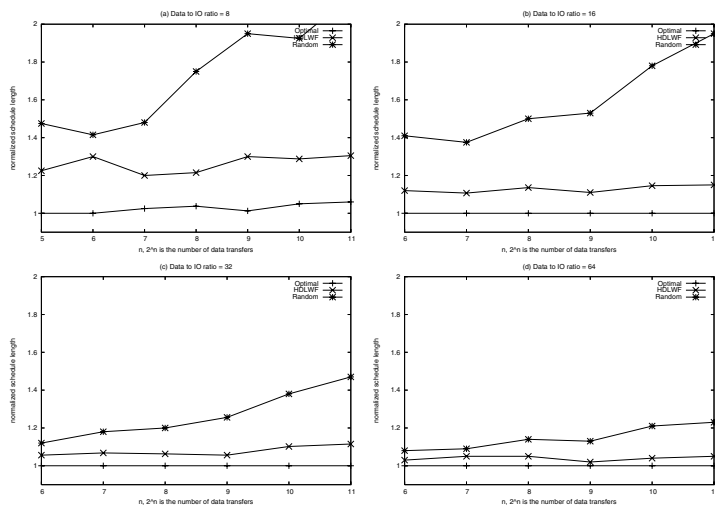 (a) Data to IO ratio = 8
2
1.8
1.6
1.4
1.2
1
normalized schedule length
Optimal
HDLWF
Random
5 6 7 8 9 10 11
n, 2^n is the number of data transfers
(b) Data to IO ratio = 16
2
1.8
1.6
1.4
1.2
1
normalized schedule length
Optimal
HDLWF
Random
6 7 8 9 10 1
n, 2^n is the number of data transfers
(c) Data to IO ratio = 32
2
1.8
1.6
1.4
1.2
1
normalized schedule length
Optimal
HDLWF
Random
6 7 8 9 10 11
n, 2^n is the number of data transfers
(d) Data to IO ratio = 64
2
1.8
1.6
1.4
1.2
1
normalized schedule length
Optimal
HDLWF
Random
6 7 8 9 10 1
n, 2^n is the number of data transfers